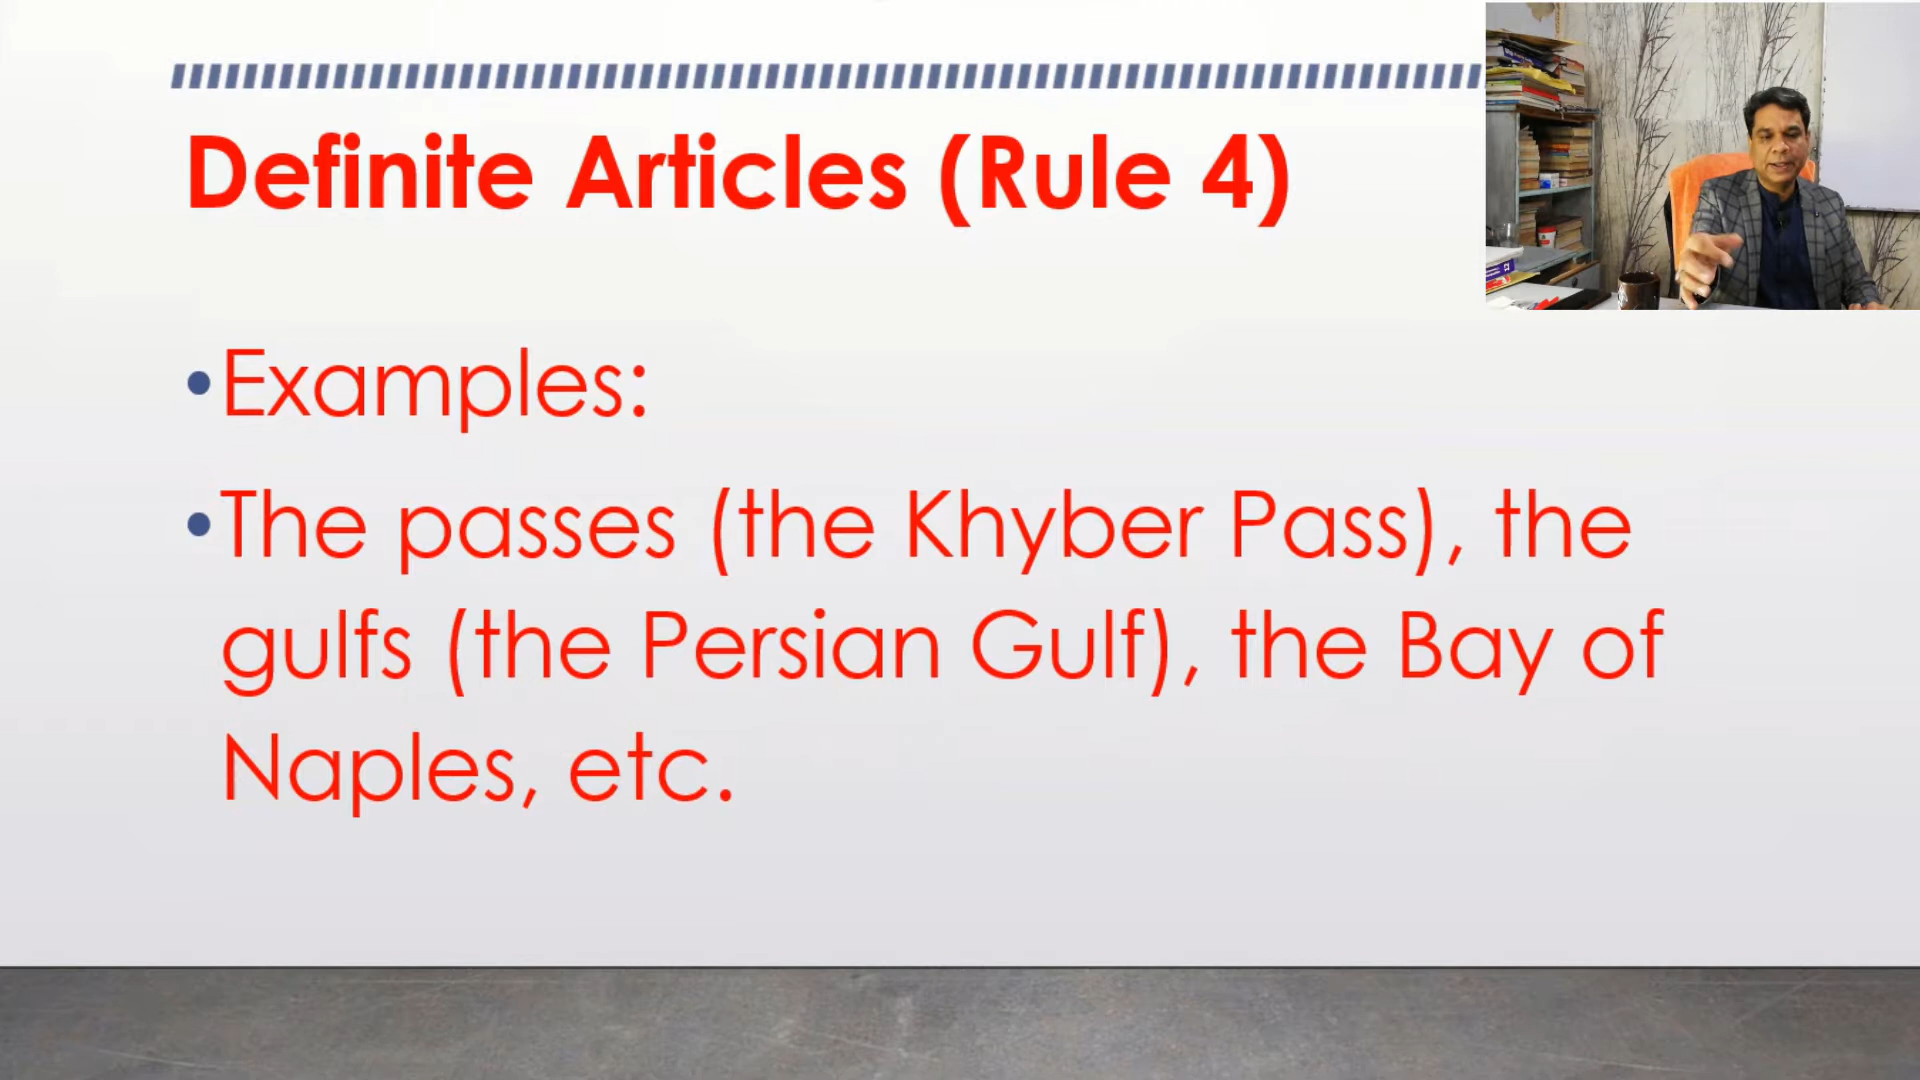 Definite Articles (Rule 4)
•Examples:
•The passes (the Khyber Pass), the
gulfs (the Persian Gulf), the Bay of
Naples, etc.